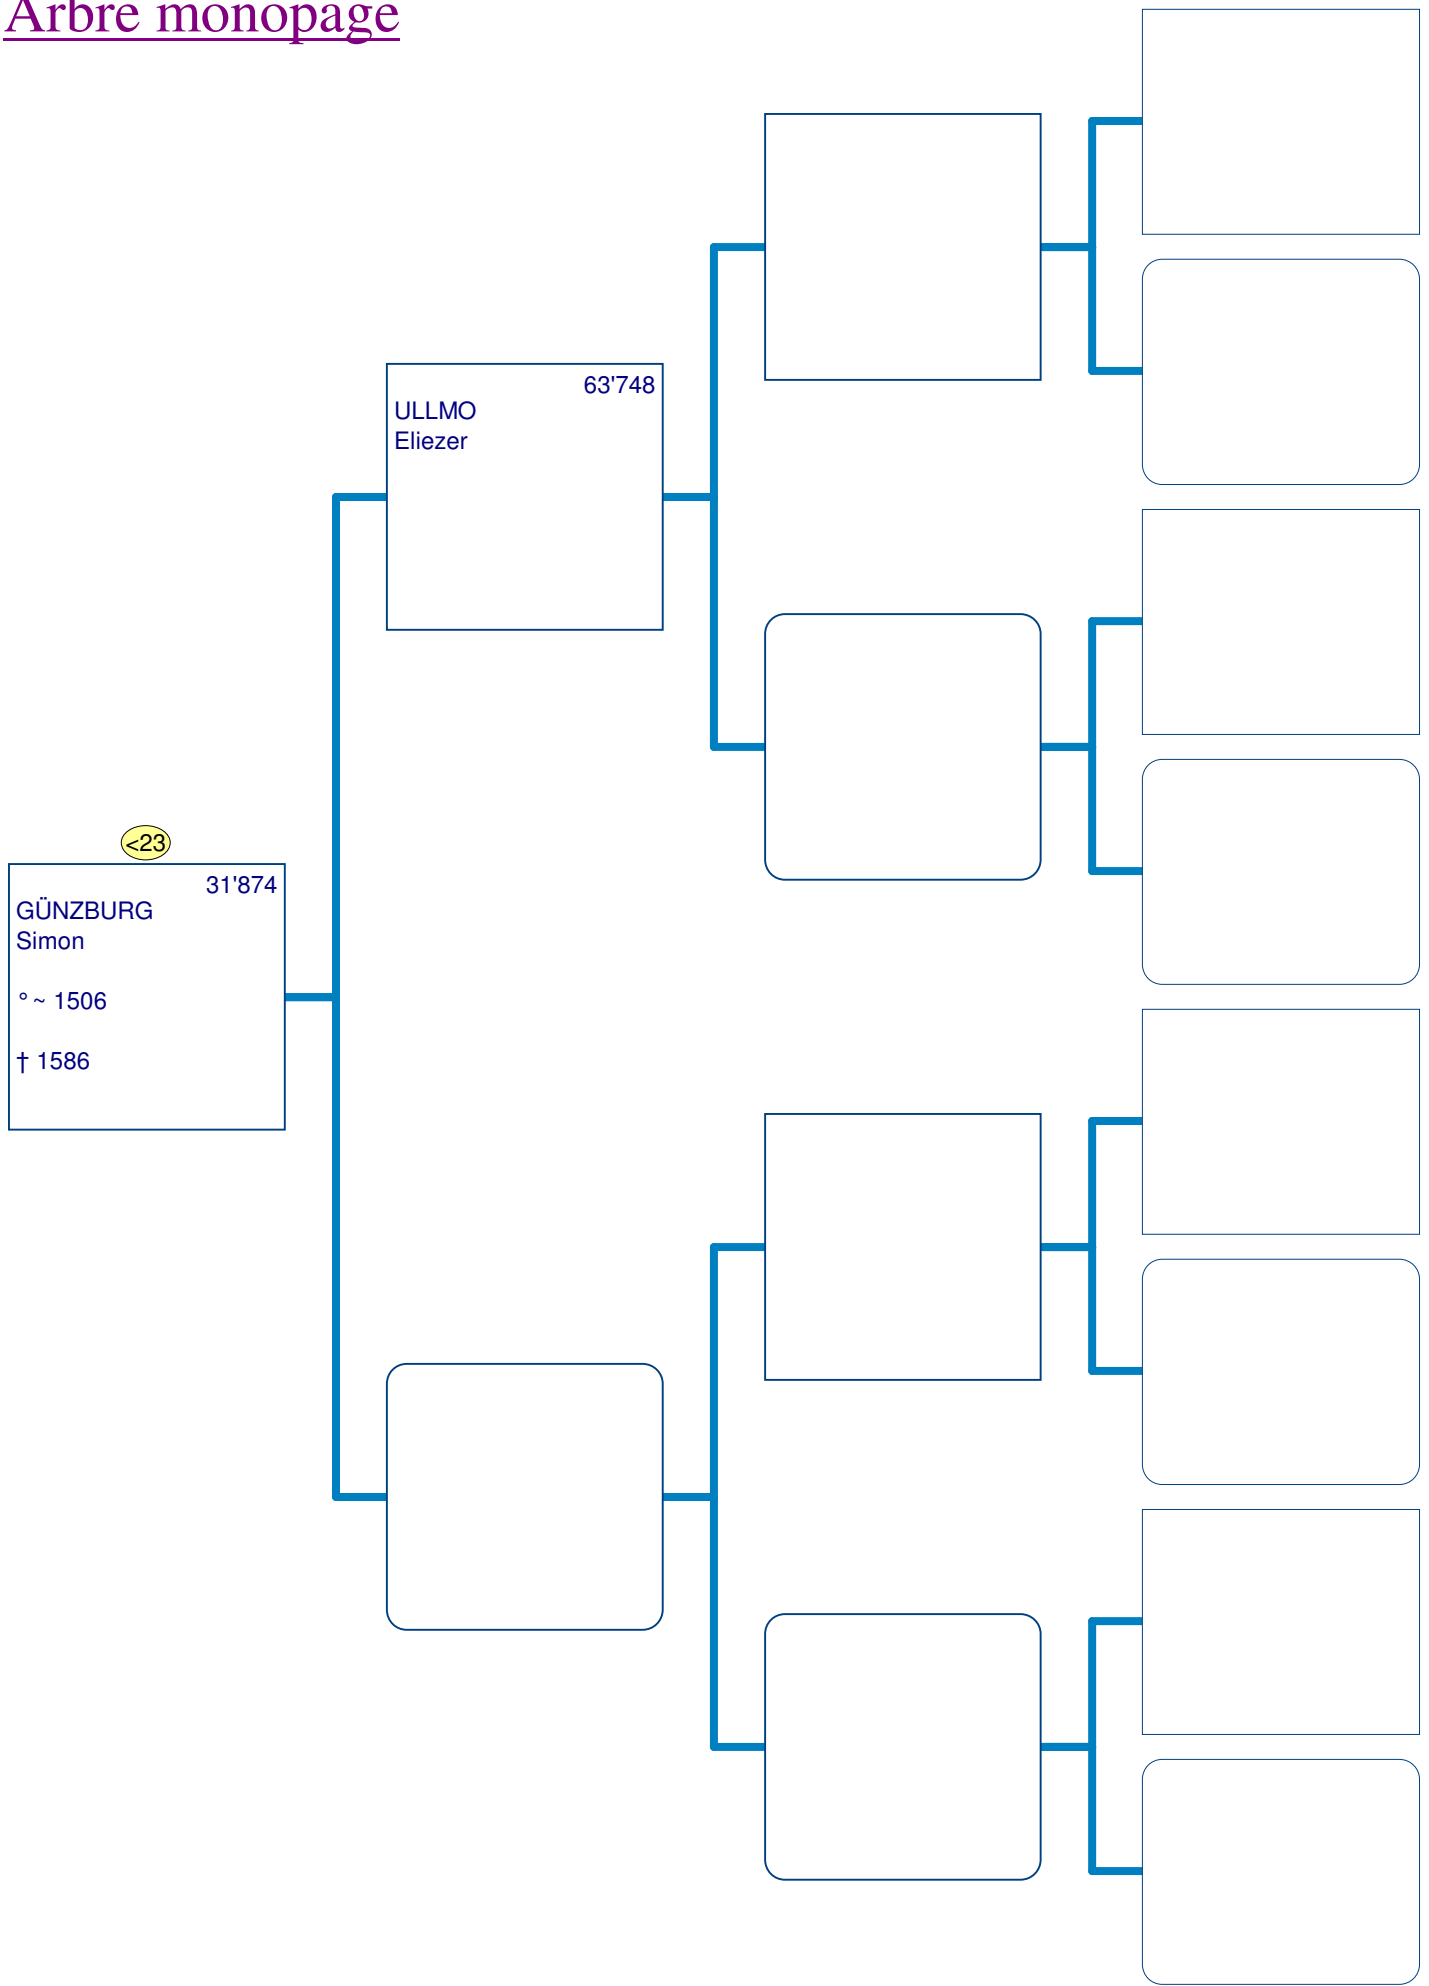 Arbre monopage
63'748
ULLMO
Eliezer
<23
31'874
GÜNZBURG
Simon
° ~ 1506
† 1586